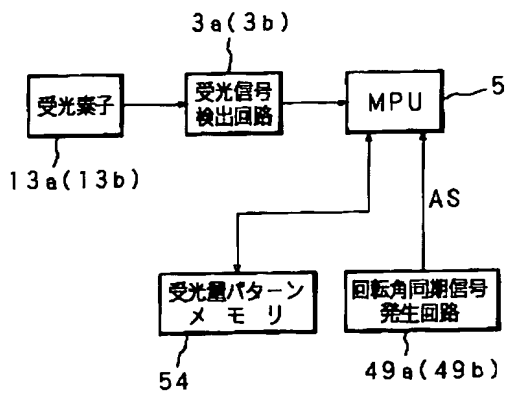 3a(3b)
受光素子
受光信号
検出回路
MPU
5
13a(13b)
AS
受光量パターン
メモリ
回転角同期信号
発生回路
54
49a(49b)